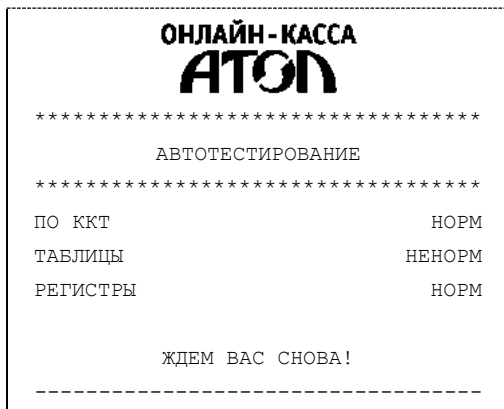 ОНЛАЙН-КАССА
АТОЛ
***********************************
АВТОТЕСТИРОВАНИЕ
***********************************
ПО ККТ НОРМ
ТАБЛИЦЫ НЕНОРМ
РЕГИСТРЫ НОРМ
ЖДЕМ ВАС СНОВА!
-----------------------------------